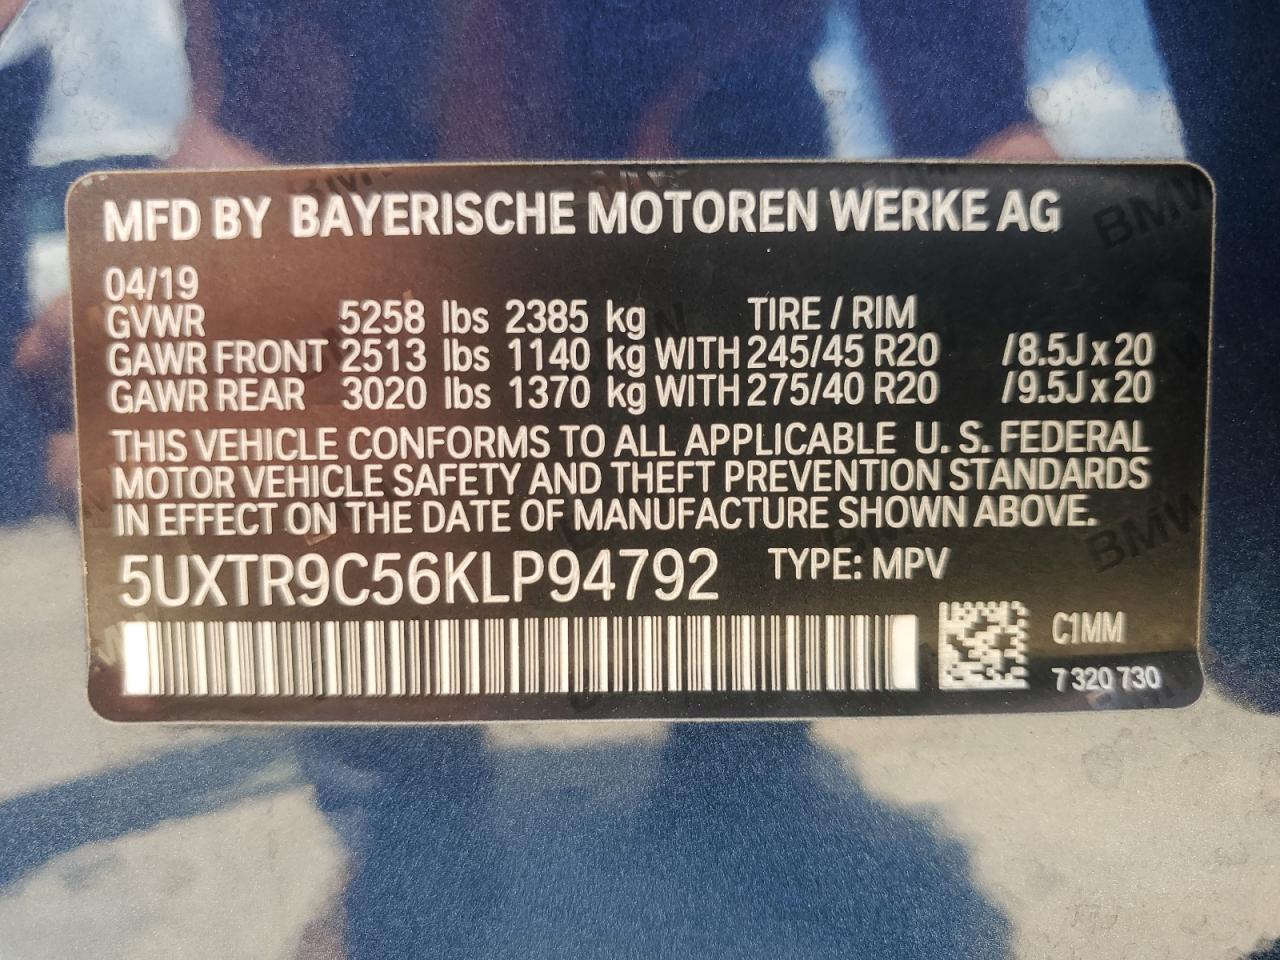 MFD BY BAYERISCHE MOTOREN WERKE AG
04/19
GVWR 5258 lbs 2385 kg TIRE / RIM
GAWR FRONT 2513 lbs 1140 kg WITH 245/45 R20 /8.5J x 20
GAWR REAR 3020 lbs 1370 kg WITH 275/40 R20 /9.5J x 20
THIS VEHICLE CONFORMS TO ALL APPLICABLE U. S. FEDERAL
MOTOR VEHICLE SAFETY AND THEFT PREVENTION STANDARDS
IN EFFECT ON THE DATE OF MANUFACTURE SHOWN ABOVE.
5UXTR9C56KLP94792 TYPE: MPV
C1MM
7 320 730
BMW
BMW